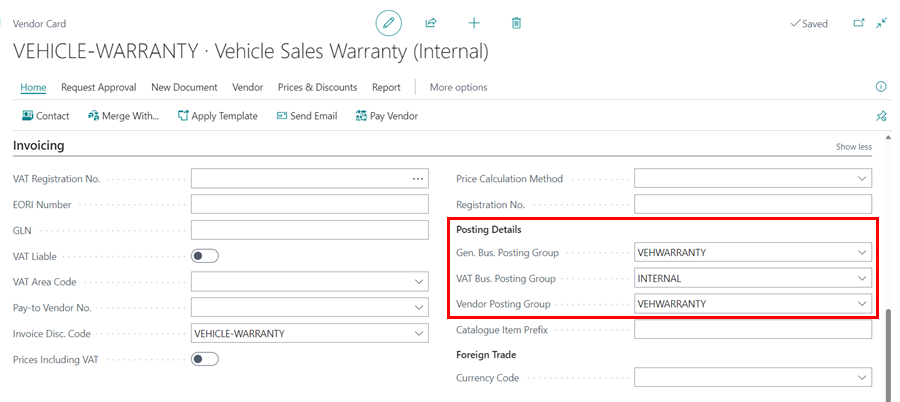 Vendor Card
Saved
VEHICLE-WARRANTY · Vehicle Sales Warranty (Internal)
Home Request Approval New Document Vendor Prices & Discounts Report More options
Contact Merge With... Apply Template Send Email Pay Vendor
Invoicing
Show less
VAT Registration No.
EORI Number
GLN
VAT Liable
VAT Area Code
Pay-to Vendor No.
Invoice Disc. Code VEHICLE-WARRANTY
Prices Including VAT
Price Calculation Method
Registration No.
Posting Details
Gen. Bus. Posting Group VEHWARRANTY
VAT Bus. Posting Group INTERNAL
Vendor Posting Group VEHWARRANTY
Catalogue Item Prefix
Foreign Trade
Currency Code